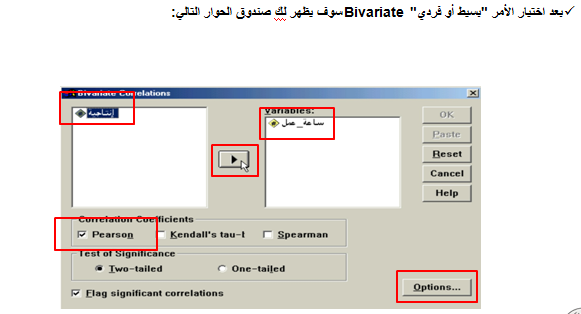 ✓بعد اختيار الأمر "بسيط أو فردي" Bivariate سوف يظهر لك صندوق الحوار التالي:
Bivariate Correlations
إنتاجية
Variables:
ساعة_عمل
OK
Paste
Reset
Cancel
Help
Correlation Coefficients
Pearson Kendall's tau-b Spearman
Test of Significance
Two-tailed One-tailed
Flag significant correlations
Options...